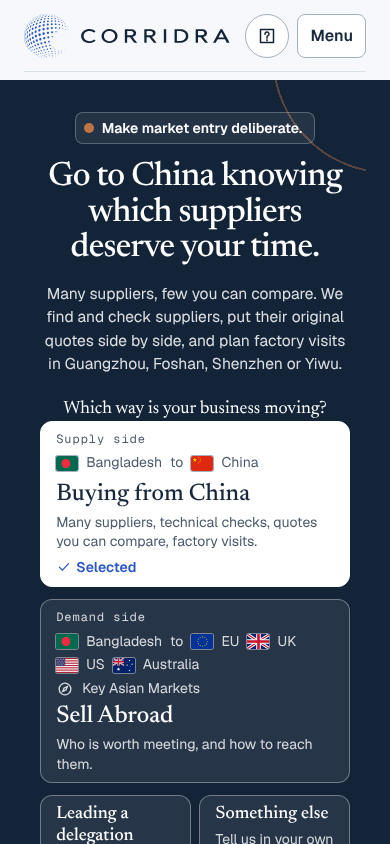 CORRIDRA
?
Menu
Make market entry deliberate.
Go to China knowing
which suppliers
deserve your time.
Many suppliers, few you can compare. We
find and check suppliers, put their original
quotes side by side, and plan factory visits
in Guangzhou, Foshan, Shenzhen or Yiwu.
Which way is your business moving?
Supply side
Bangladesh to China
Buying from China
Many suppliers, technical checks, quotes
you can compare, factory visits.
Selected
Demand side
Bangladesh to EU UK
US Australia
Key Asian Markets
Sell Abroad
Who is worth meeting, and how to reach
them.
Leading a
delegation
Something else
Tell us in your own